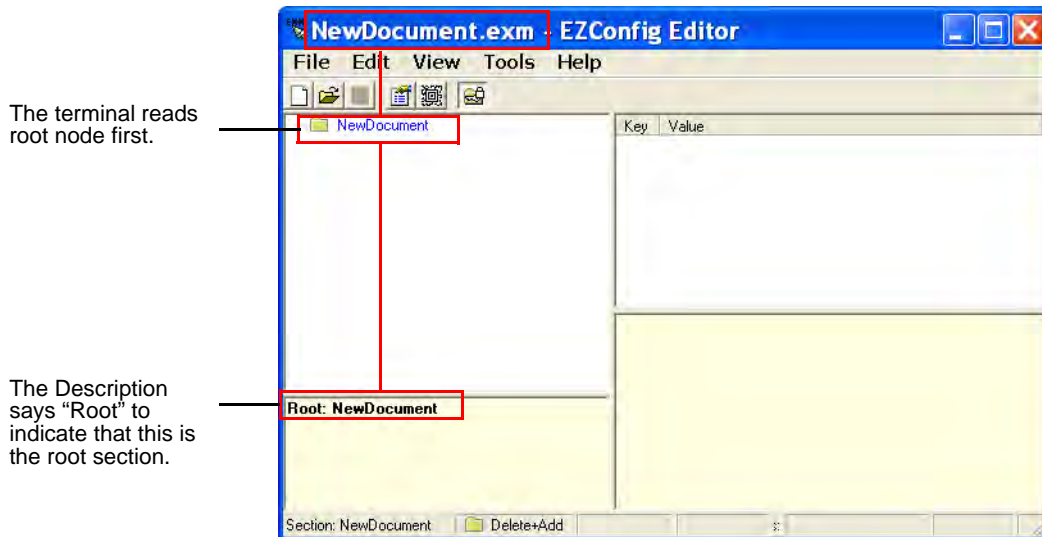 NewDocument.exm - EZConfig Editor
File Edit View Tools Help
The terminal reads
root node first.
NewDocument
Key Value
The Description
says “Root” to
indicate that this is
the root section.
Root: NewDocument
Section: NewDocument Delete+Add